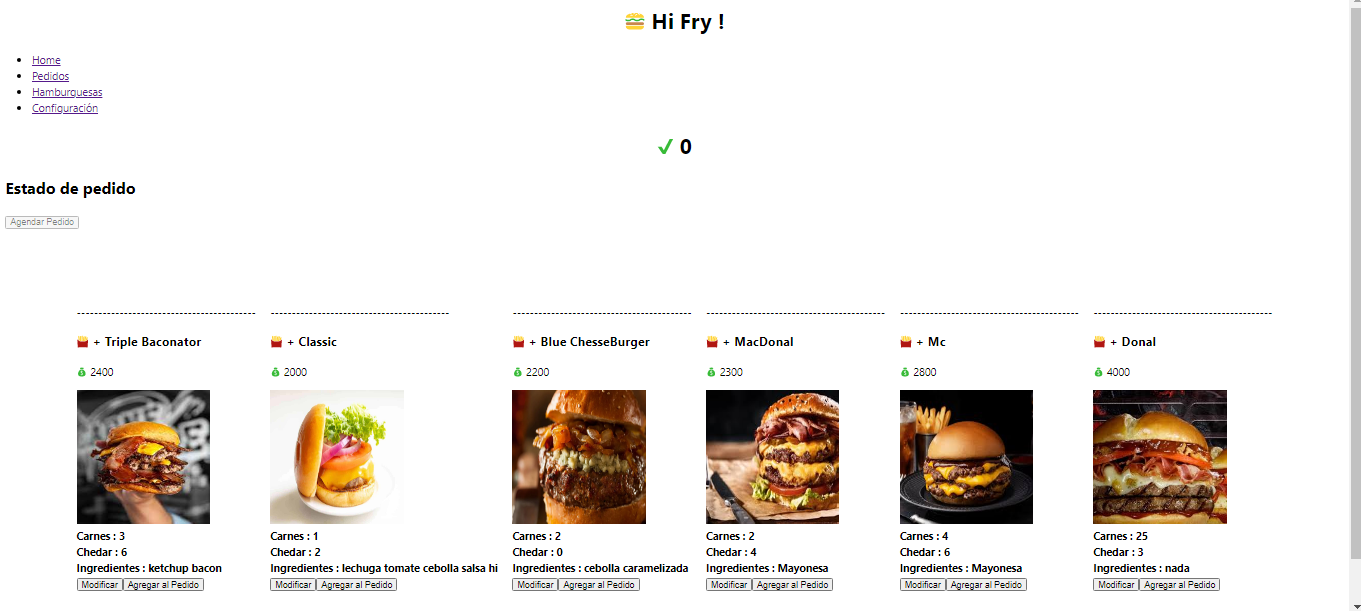 🍔 Hi Fry !
Home
Pedidos
Hamburguesas
Configuración
✔ 0
Estado de pedido
Agendar Pedido
-----------------------------------
🍟 + Triple Baconator
💰 2400
Carnes : 3
Chedar : 6
Ingredientes : ketchup bacon
Modificar Agregar al Pedido
-----------------------------------
🍟 + Classic
💰 2000
Carnes : 1
Chedar : 2
Ingredientes : lechuga tomate cebolla salsa hi
Modificar Agregar al Pedido
-----------------------------------
🍟 + Blue ChesseBurger
💰 2200
Carnes : 2
Chedar : 0
Ingredientes : cebolla caramelizada
Modificar Agregar al Pedido
-----------------------------------
🍟 + MacDonal
💰 2300
Carnes : 2
Chedar : 4
Ingredientes : Mayonesa
Modificar Agregar al Pedido
-----------------------------------
🍟 + Mc
💰 2800
Carnes : 4
Chedar : 6
Ingredientes : Mayonesa
Modificar Agregar al Pedido
-----------------------------------
🍟 + Donal
💰 4000
Carnes : 25
Chedar : 3
Ingredientes : nada
Modificar Agregar al Pedido